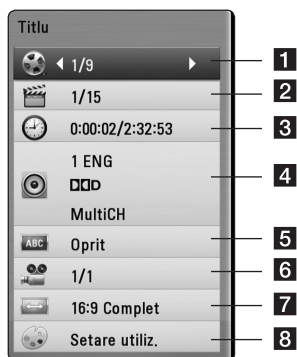 Titlu
1/9 1
1/15 2
0:00:02/2:32:53 3
1 ENG
D
MultiCH
4
ABC Oprit 5
1/1 6
16:9 Complet 7
Setare utiliz. 8